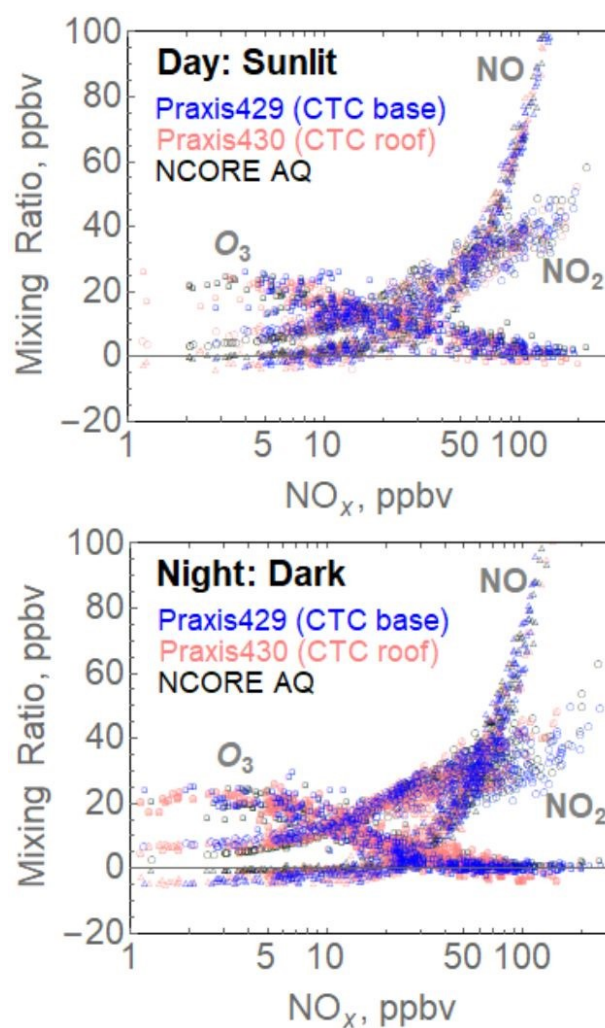 100
80
60
40
20
0
−20
Mixing Ratio, ppbv
Day: Sunlit
Praxis429 (CTC base)
Praxis430 (CTC roof)
NCORE AQ
NO
O3
NO2
1 5 10 50 100
NOx, ppbv
100
80
60
40
20
0
−20
Mixing Ratio, ppbv
Night: Dark
Praxis429 (CTC base)
Praxis430 (CTC roof)
NCORE AQ
NO
O3
NO2
1 5 10 50 100
NOx, ppbv